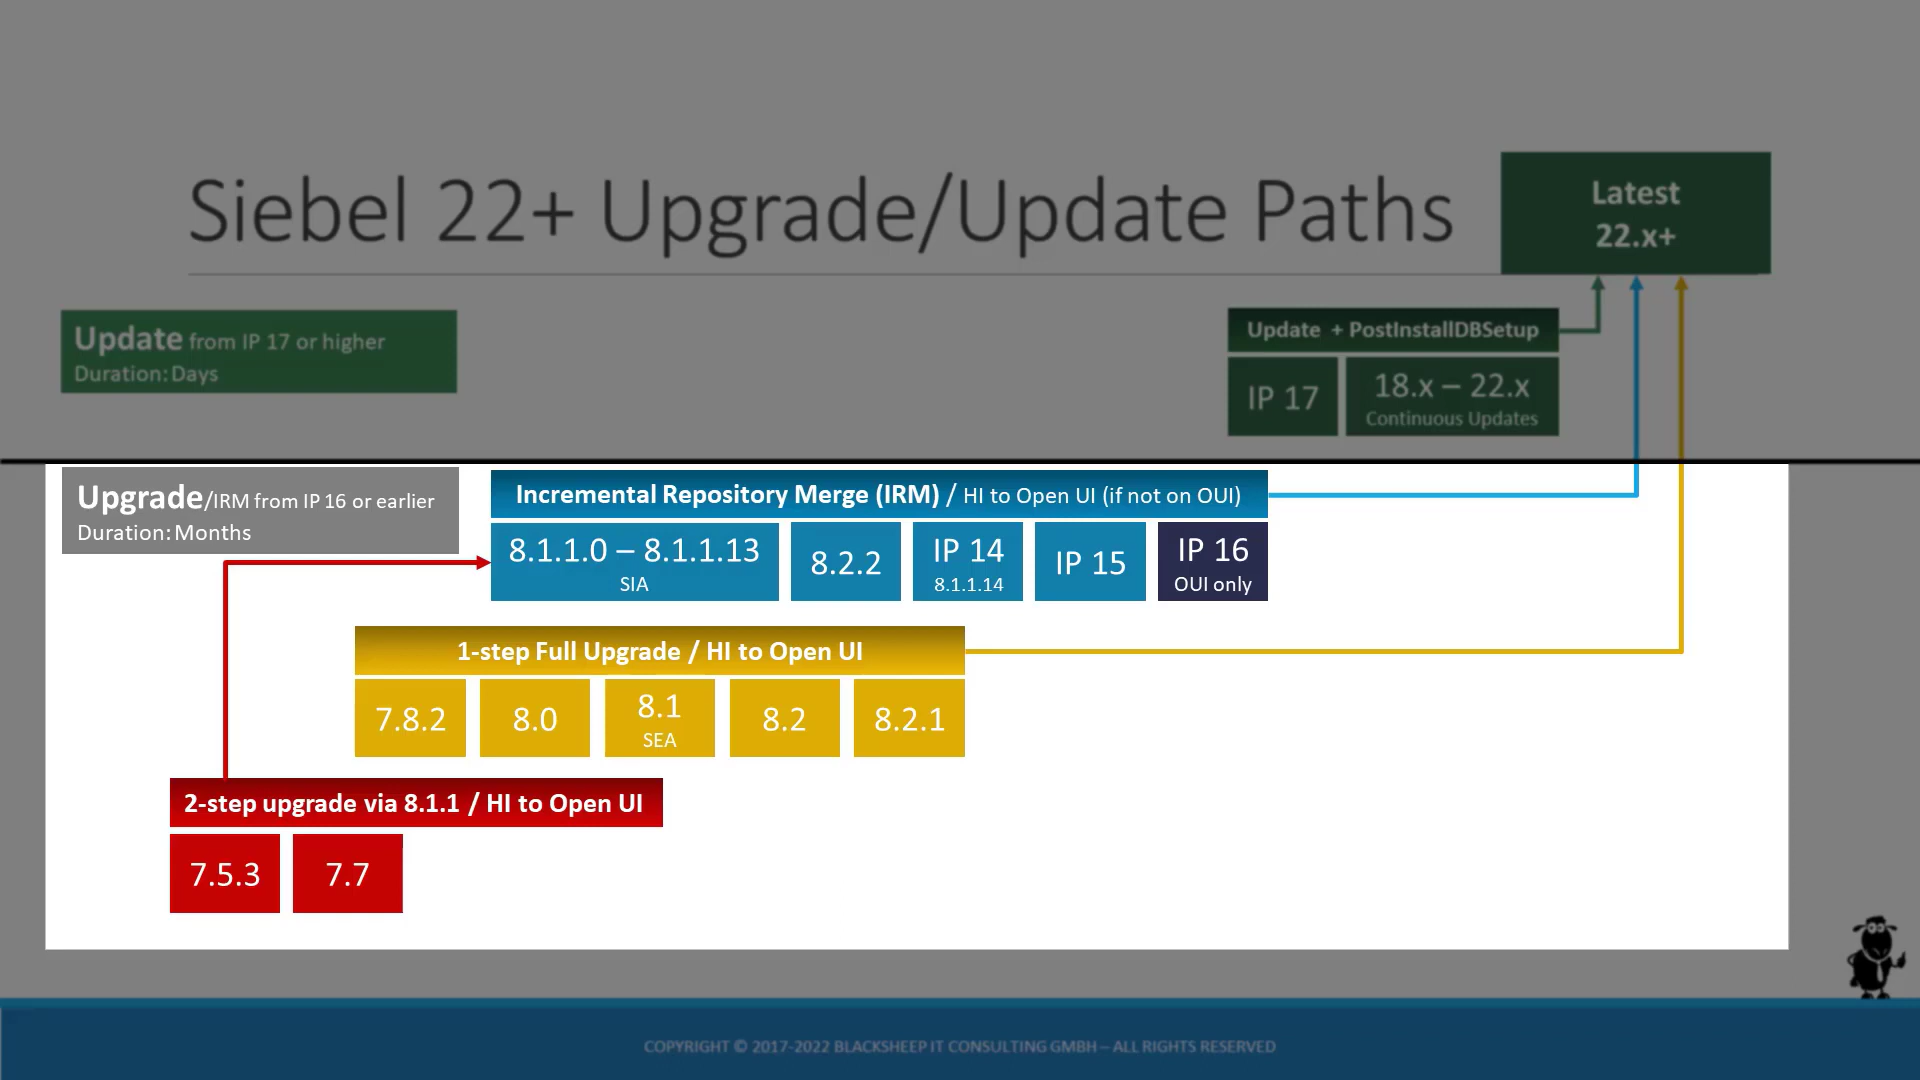 Siebel 22+ Upgrade/Update Paths
Latest
22.x+
Update from IP 17 or higher
Duration: Days
Update + PostInstallDBSetup
IP 17
18.x – 22.x
Continuous Updates
Upgrade/IRM from IP 16 or earlier
Duration: Months
Incremental Repository Merge (IRM) / HI to Open UI (if not on OUI)
8.1.1.0 – 8.1.1.13
SIA
8.2.2
IP 14
8.1.1.14
IP 15
IP 16
OUI only
1-step Full Upgrade / HI to Open UI
7.8.2
8.0
8.1
SEA
8.2
8.2.1
2-step upgrade via 8.1.1 / HI to Open UI
7.5.3
7.7
COPYRIGHT © 2017-2022 BLACKSHEEP IT CONSULTING GMBH – ALL RIGHTS RESERVED